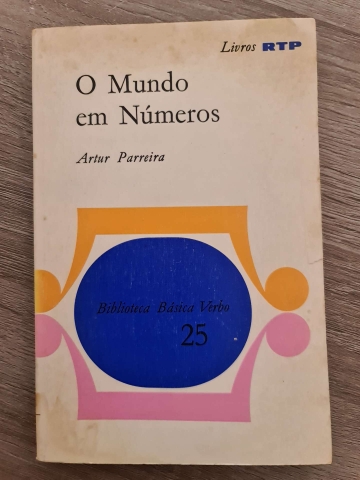 Livros RTP
O Mundo
em Números
Artur Parreira
Biblioteca Básica Verbo
25